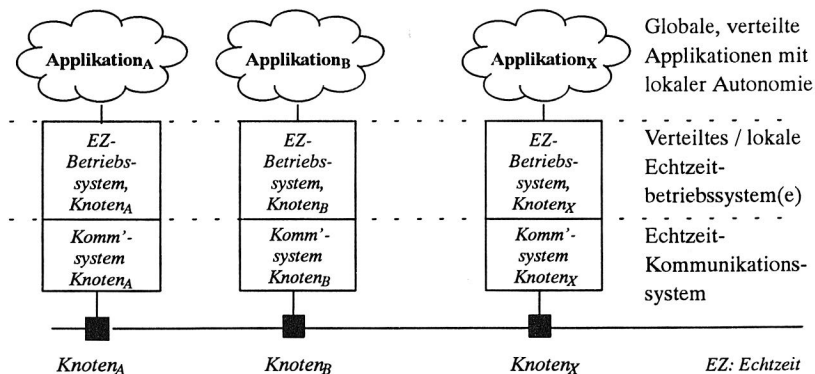 Applikation_A
Applikation_B
Applikation_X
Globale, verteilte
Applikationen mit
lokaler Autonomie
EZ-
Betriebs-
system,
Knoten_A
EZ-
Betriebs-
system,
Knoten_B
EZ-
Betriebs-
system,
Knoten_X
Verteiltes / lokale
Echtzeit-
betriebssystem(e)
Komm'-
system
Knoten_A
Komm'-
system
Knoten_B
Komm'-
system
Knoten_X
Echtzeit-
Kommunikations-
system
Knoten_A
Knoten_B
Knoten_X
EZ: Echtzeit